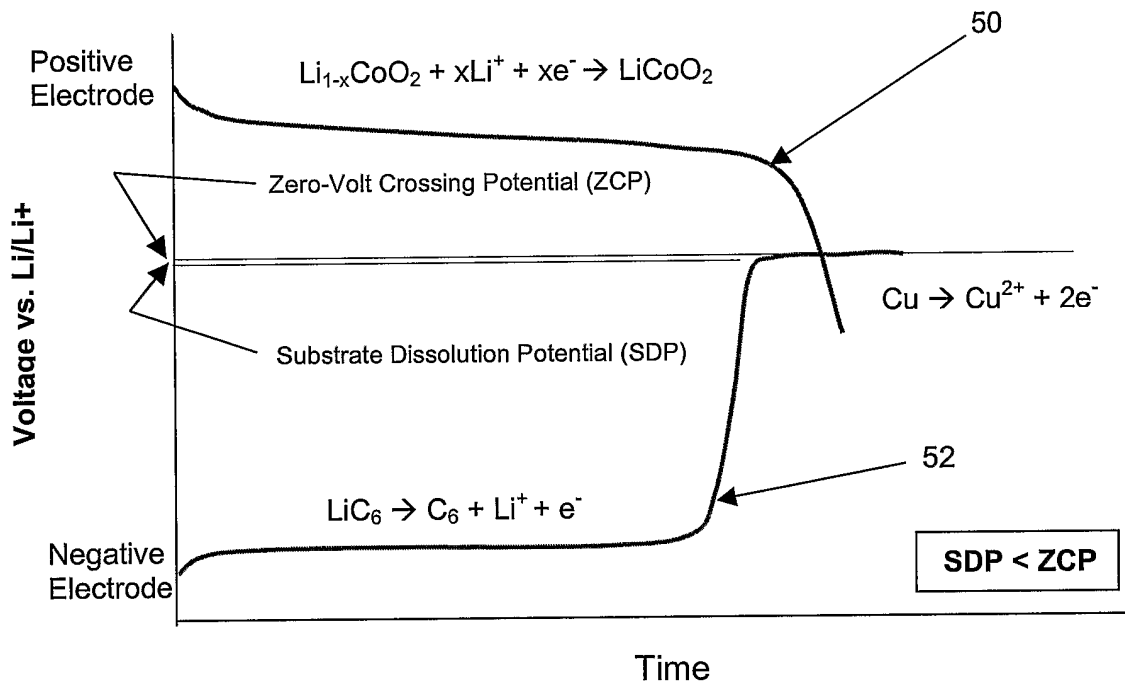 50
Positive
Electrode
Li₁₋ₓCoO₂ + xLi⁺ + xe⁻ → LiCoO₂
Zero-Volt Crossing Potential (ZCP)
Voltage vs. Li/Li+
Cu → Cu²⁺ + 2e⁻
Substrate Dissolution Potential (SDP)
52
LiC₆ → C₆ + Li⁺ + e⁻
Negative
Electrode
SDP < ZCP
Time